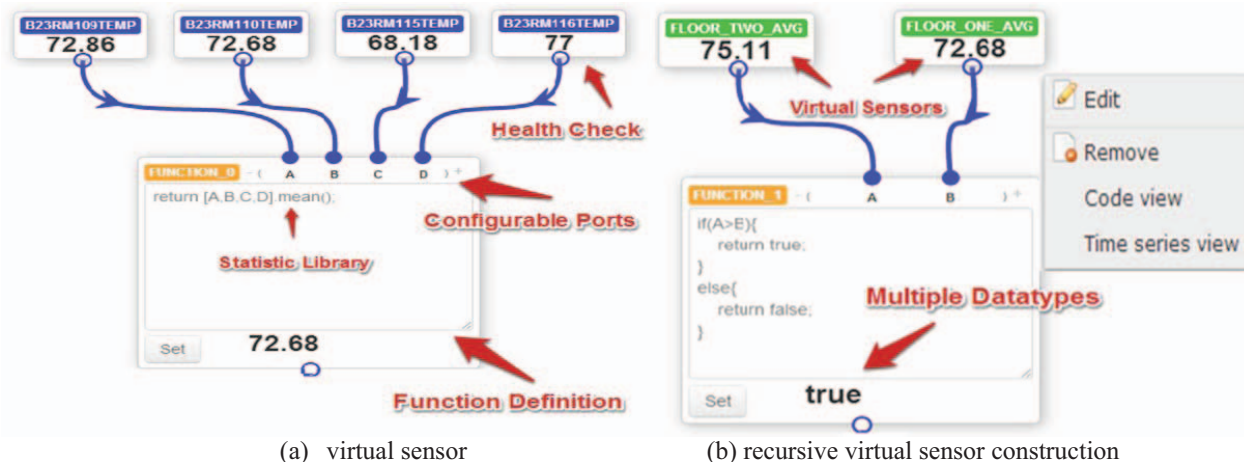 B23RM109TEMP
72.86
B23RM110TEMP
72.68
B23RM115TEMP
68.18
B23RM116TEMP
77
Health Check
FUNCTION_0 - ( A B C D ) +
return [A,B,C,D].mean();
Configurable Ports
Statistic Library
Set
72.68
Function Definition
(a) virtual sensor
FLOOR_TWO_AVG
75.11
FLOOR_ONE_AVG
72.68
Virtual Sensors
FUNCTION_1 - ( A B ) +
if(A>E){
return true;
}
else{
return false;
}
Multiple Datatypes
Set
true
Edit
Remove
Code view
Time series view
(b) recursive virtual sensor construction